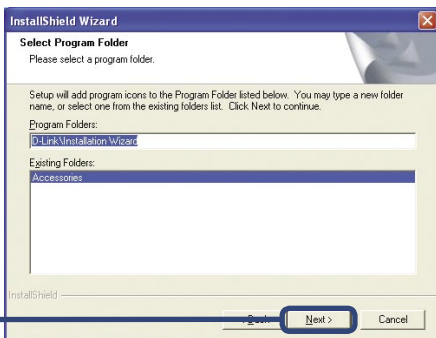 InstallShield Wizard
Select Program Folder
Please select a program folder.
Setup will add program icons to the Program Folder listed below. You may type a new folder
name, or select one from the existing folders list. Click Next to continue.
Program Folders:
D-Link\Installation Wizard
Existing Folders:
Accessories
InstallShield
< Back Next > Cancel